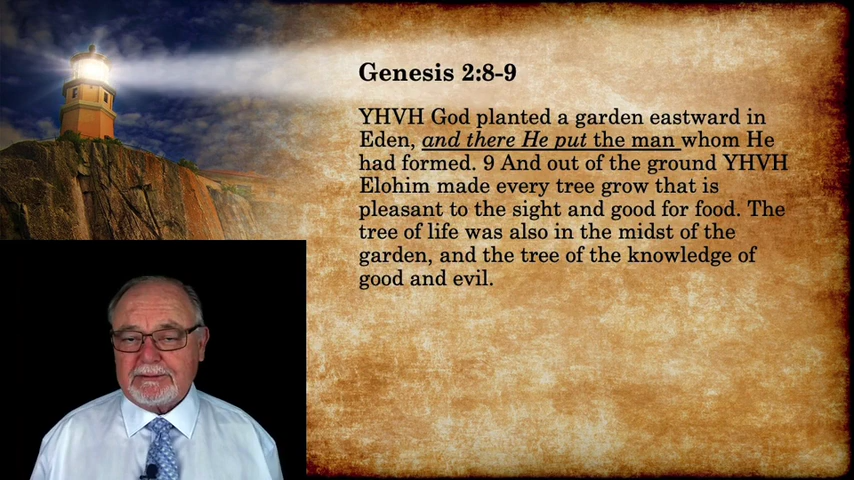 Genesis 2:8-9
YHVH God planted a garden eastward in
Eden, and there He put the man whom He
had formed. 9 And out of the ground YHVH
Elohim made every tree grow that is
pleasant to the sight and good for food. The
tree of life was also in the midst of the
garden, and the tree of the knowledge of
good and evil.